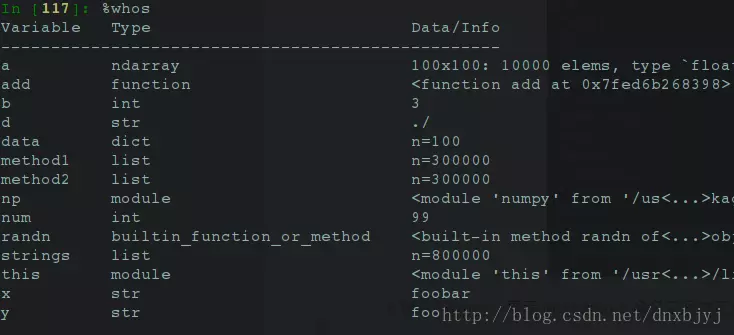 In [117]: %whos
Variable   Type                          Data/Info
--------------------------------------------------
a          ndarray                       100x100: 10000 elems, type `float
add        function                      <function add at 0x7fed6b268398>
b          int                           3
d          str                           ./
data       dict                          n=100
method1    list                          n=300000
method2    list                          n=300000
np         module                        <module 'numpy' from '/us<...>kac
num        int                           99
randn      builtin_function_or_method    <built-in method randn of<...>obj
strings    list                          n=800000
this       module                        <module 'this' from '/usr<...>/li
x          str                           foobar
y          str                           foo
http://blog.csdn.net/dnxbjyj